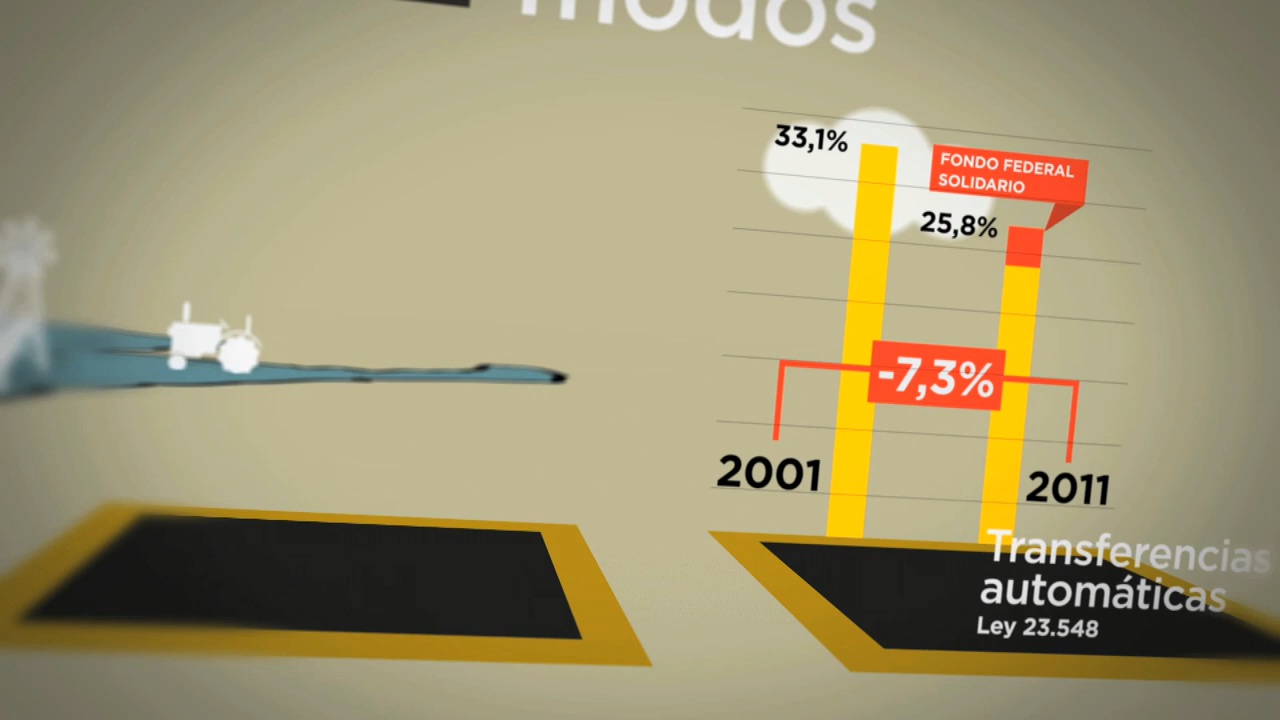 modos
33,1%
FONDO FEDERAL
SOLIDARIO
25,8%
-7,3%
2001
2011
Transferencias
automáticas
Ley 23.548